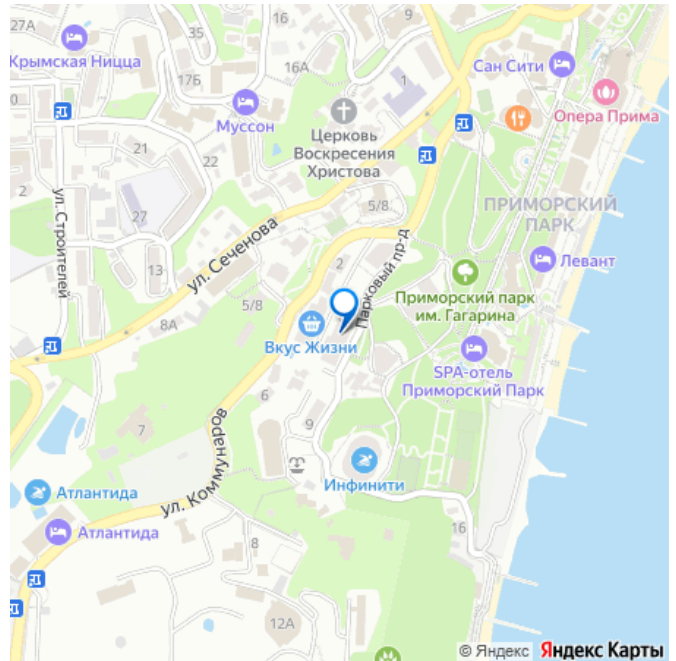 27А
9
Крымская Ницца
35
16А
Сан Сити
17Б
1
Опера Прима
Муссон
Церковь
Воскресения
Христова
21
22
2
5/8
ПРИМОРСКИЙ
ПАРК
ул. Строителей
27
ул. Сеченова
2
Парковый пр-д
Левант
13
Приморский парк
им. Гагарина
5/8
8А
Вкус Жизни
SPA-отель
Приморский Парк
6
9
7
ул. Коммунаров
Инфинити
Атлантида
Атлантида
16
8
12А
© Яндекс Яндекс Карты